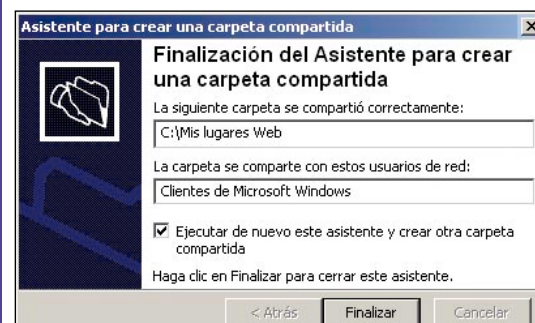 Asistente para crear una carpeta compartida
Finalización del Asistente para crear
una carpeta compartida
La siguiente carpeta se compartió correctamente:
C:\Mis lugares Web
La carpeta se comparte con estos usuarios de red:
Clientes de Microsoft Windows
Ejecutar de nuevo este asistente y crear otra carpeta
compartida
Haga clic en Finalizar para cerrar este asistente.
< Atrás Finalizar Cancelar